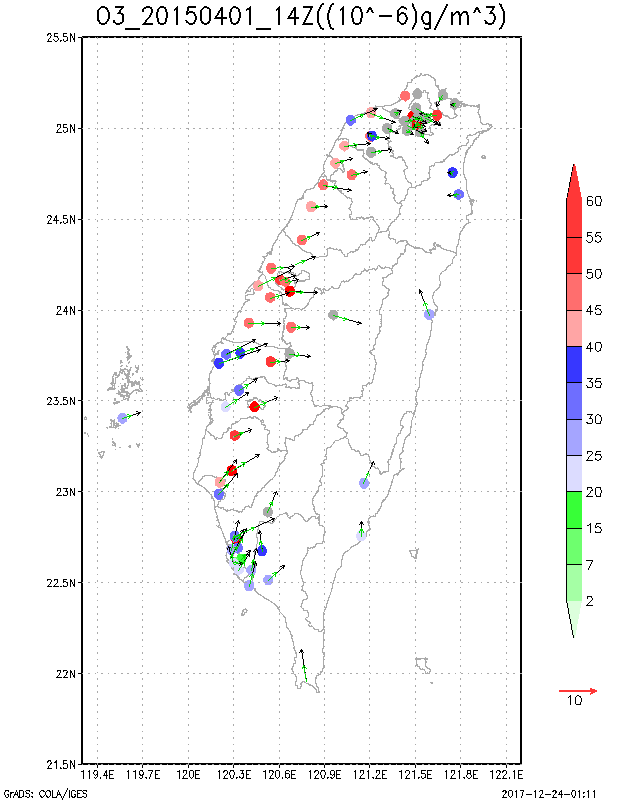 O3_20150401_14Z((10^-6)g/m^3)
25.5N
25N
24.5N
24N
23.5N
23N
22.5N
22N
21.5N
119.4E 119.7E 120E 120.3E 120.6E 120.9E 121.2E 121.5E 121.8E 122.1E
60
55
50
45
40
35
30
25
20
15
7
2
10
GrADS: COLA/IGES
2017-12-24-01:11